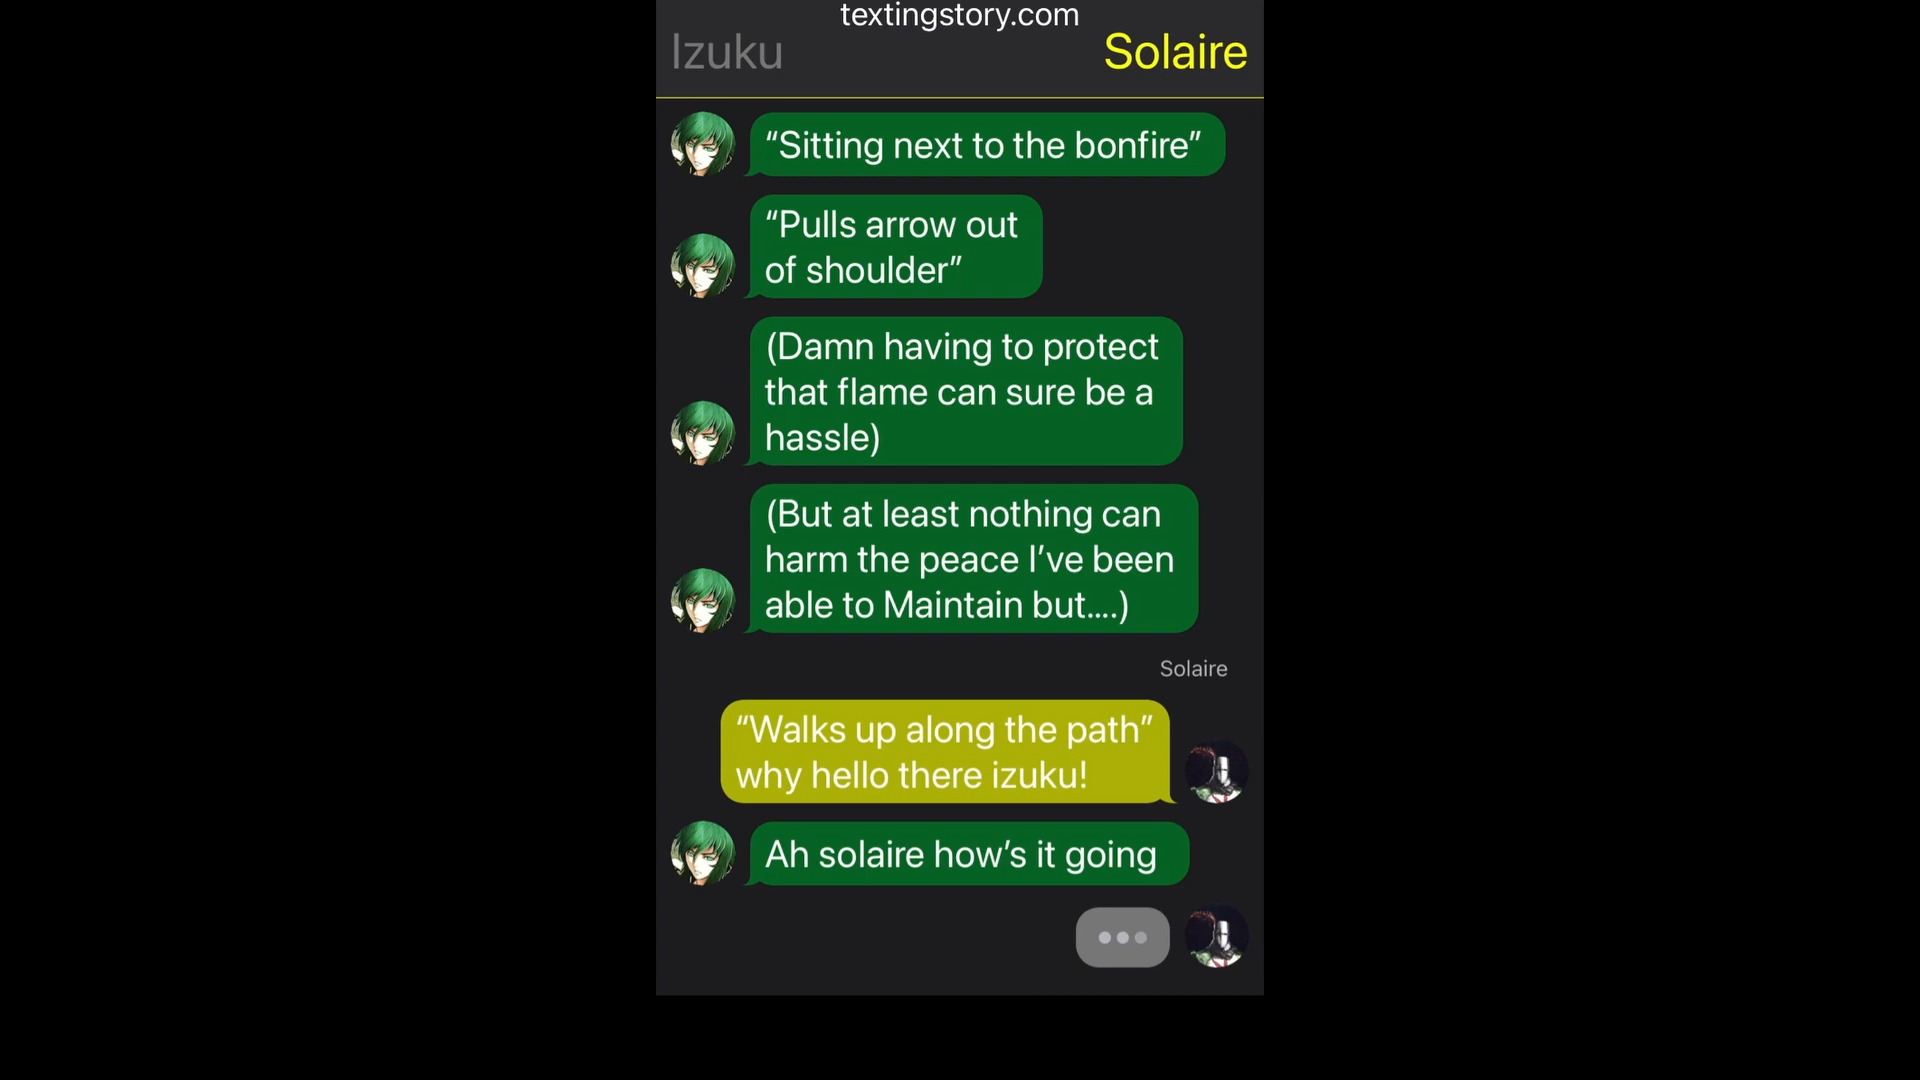 textingstory.com
Izuku
Solaire
“Sitting next to the bonfire”
“Pulls arrow out
of shoulder”
(Damn having to protect
that flame can sure be a
hassle)
(But at least nothing can
harm the peace I’ve been
able to Maintain but....)
Solaire
“Walks up along the path”
why hello there izuku!
Ah solaire how’s it going